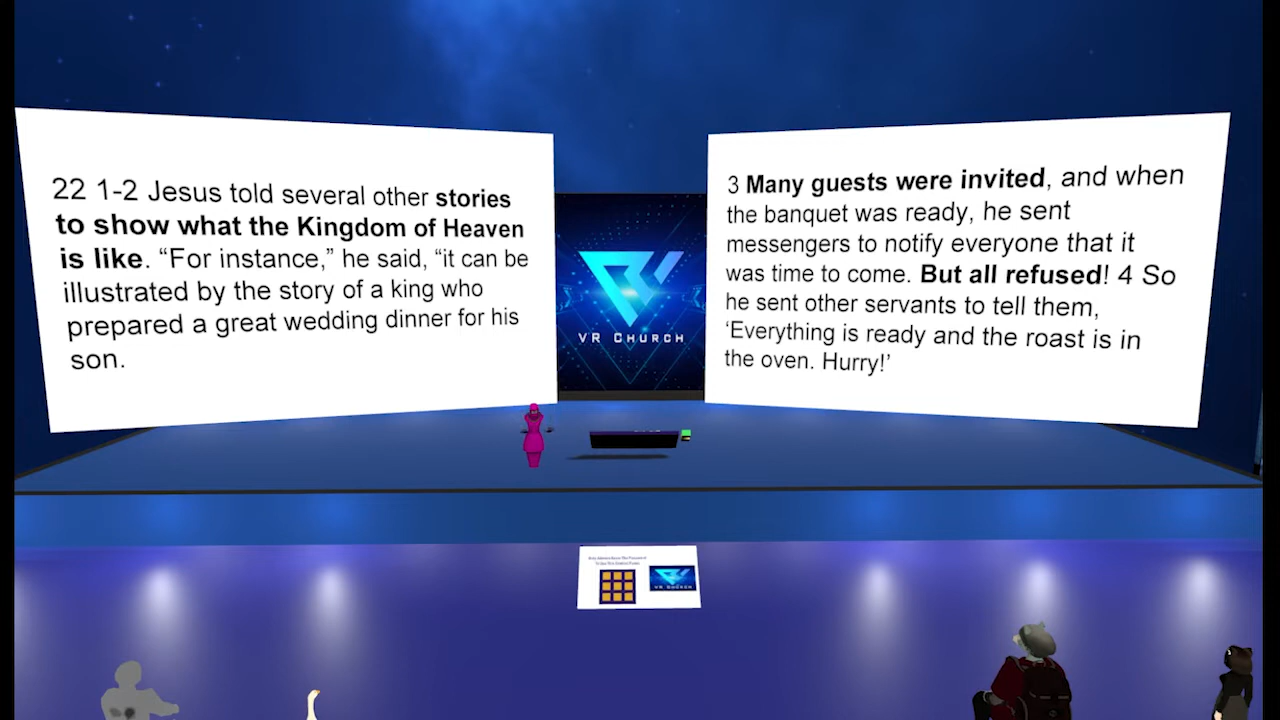 22 1-2 Jesus told several other stories
to show what the Kingdom of Heaven
is like. “For instance,” he said, “it can be
illustrated by the story of a king who
prepared a great wedding dinner for his
son.
3 Many guests were invited, and when
the banquet was ready, he sent
messengers to notify everyone that it
was time to come. But all refused! 4 So
he sent other servants to tell them,
‘Everything is ready and the roast is in
the oven. Hurry!’
VR CHURCH
VR CHURCH